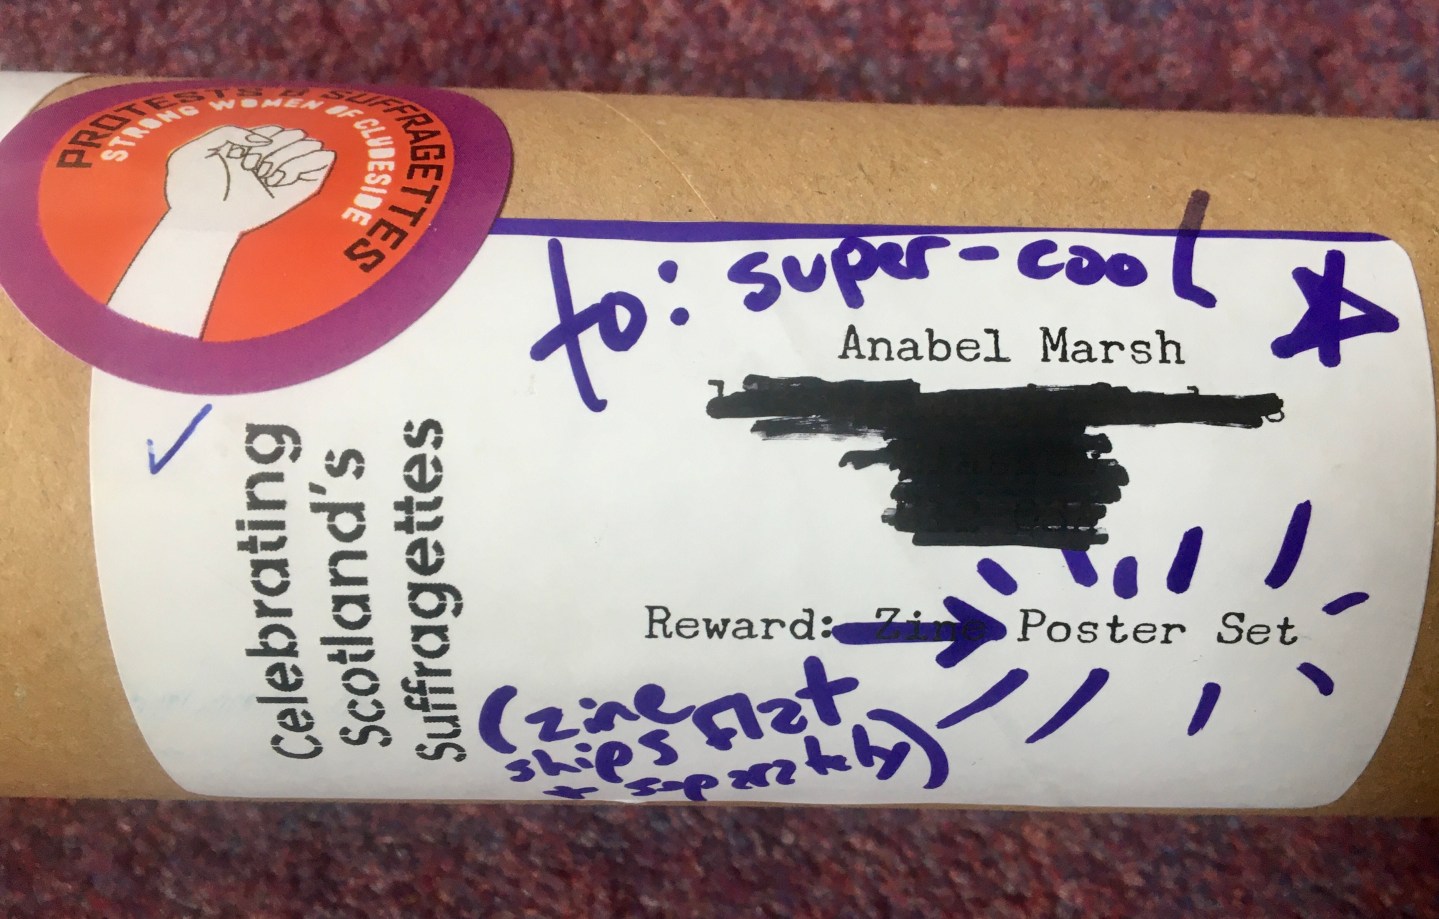 PROTESTS & SUFFRAGETTES
STRONG WOMEN OF CLYDESIDE
Celebrating
Scotland's
Suffragettes
to: super-cool
Anabel Marsh
Reward: Zine Poster Set
(zine
ships flat
+ separately)